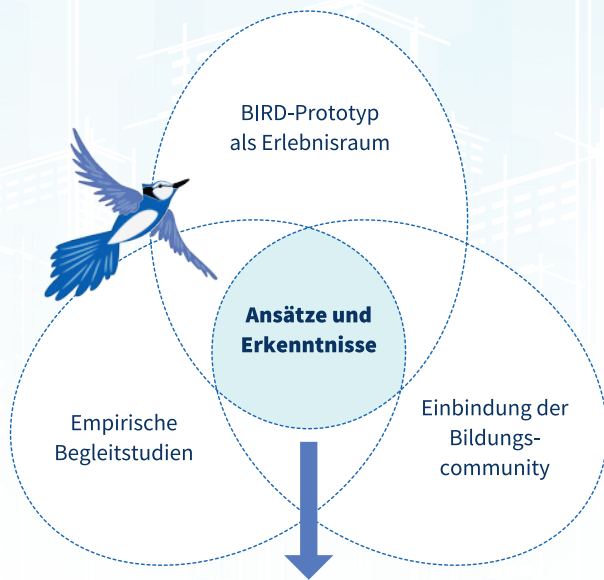 BIRD-Prototyp
als Erlebnisraum
Ansätze und
Erkenntnisse
Empirische
Begleitstudien
Einbindung der
Bildungs-
community